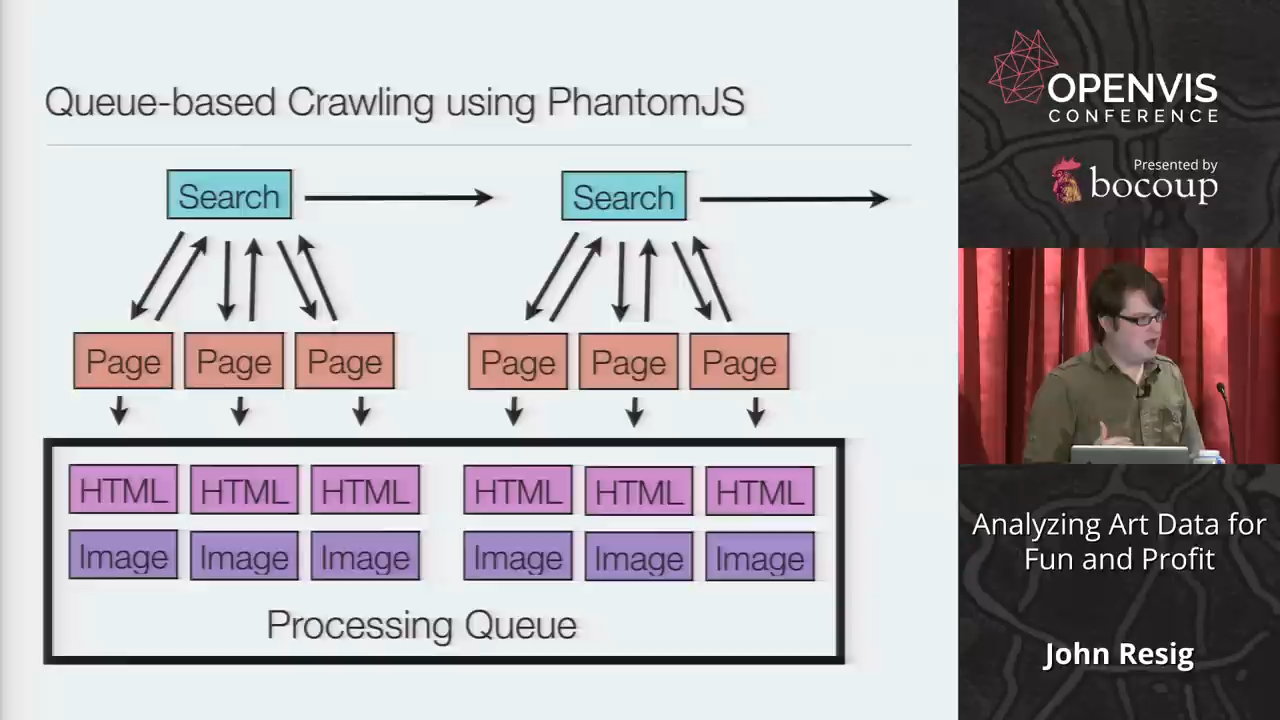 Queue-based Crawling using PhantomJS
Search
Search
Page
Page
Page
Page
Page
Page
HTML
HTML
HTML
HTML
HTML
HTML
Image
Image
Image
Image
Image
Image
Processing Queue
OPENVIS
CONFERENCE
Presented by
bocoup
Analyzing Art Data for
Fun and Profit
John Resig